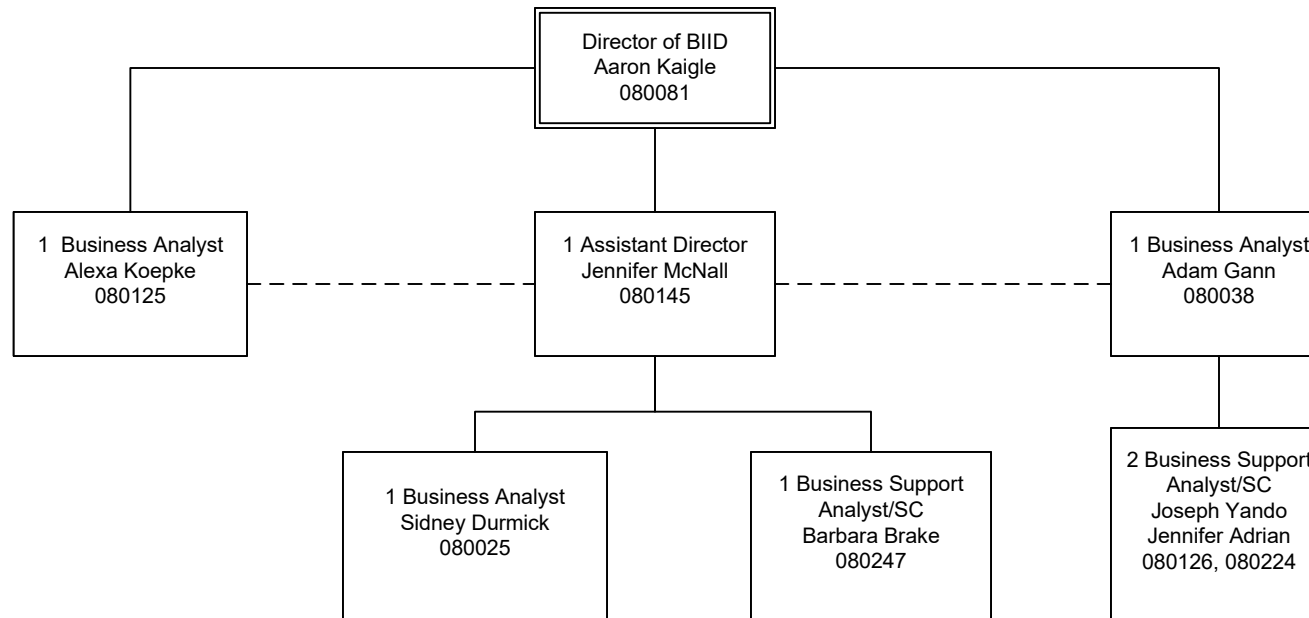 Director of BIID
Aaron Kaigle
080081
1  Business Analyst
Alexa Koepke
080125
1 Assistant Director
Jennifer McNall
080145
1 Business Analyst
Adam Gann
080038
1 Business Analyst
Sidney Durmick
080025
1 Business Support
Analyst/SC
Barbara Brake
080247
2 Business Support
Analyst/SC
Joseph Yando
Jennifer Adrian
080126, 080224